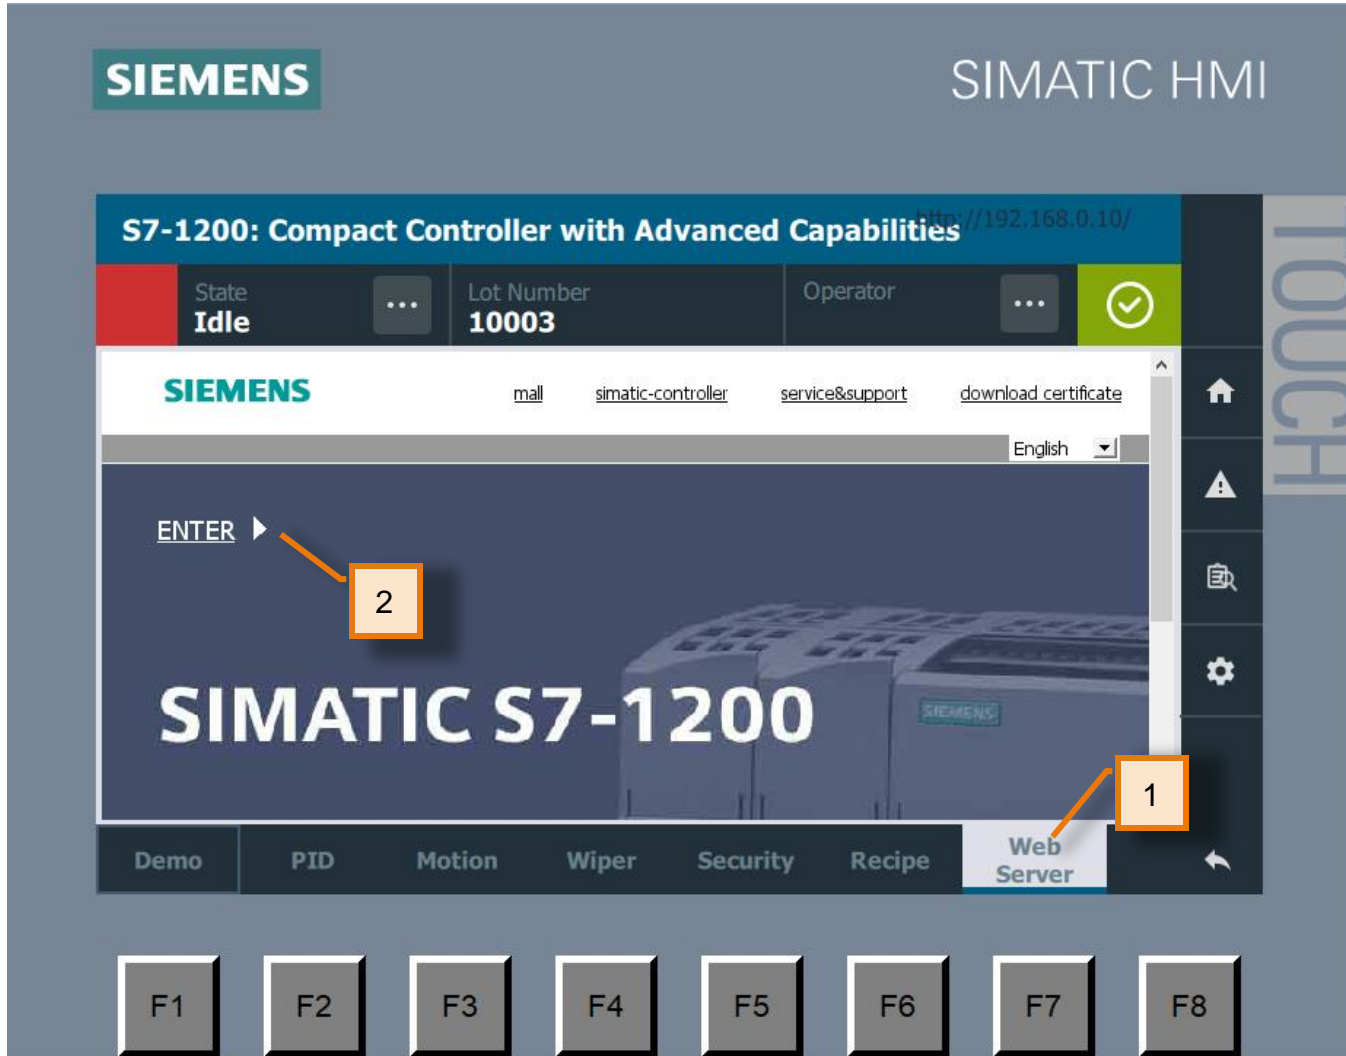 SIEMENS
SIMATIC HMI
S7-1200: Compact Controller with Advanced Capabilities
http://192.168.0.10/
TOUCH
State
Idle
...
Lot Number
10003
Operator
...
SIEMENS
mall
simatic-controller
service&support
download certificate
English
ENTER
2
SIEMENS
SIMATIC S7-1200
1
Demo
PID
Motion
Wiper
Security
Recipe
Web
Server
F1
F2
F3
F4
F5
F6
F7
F8